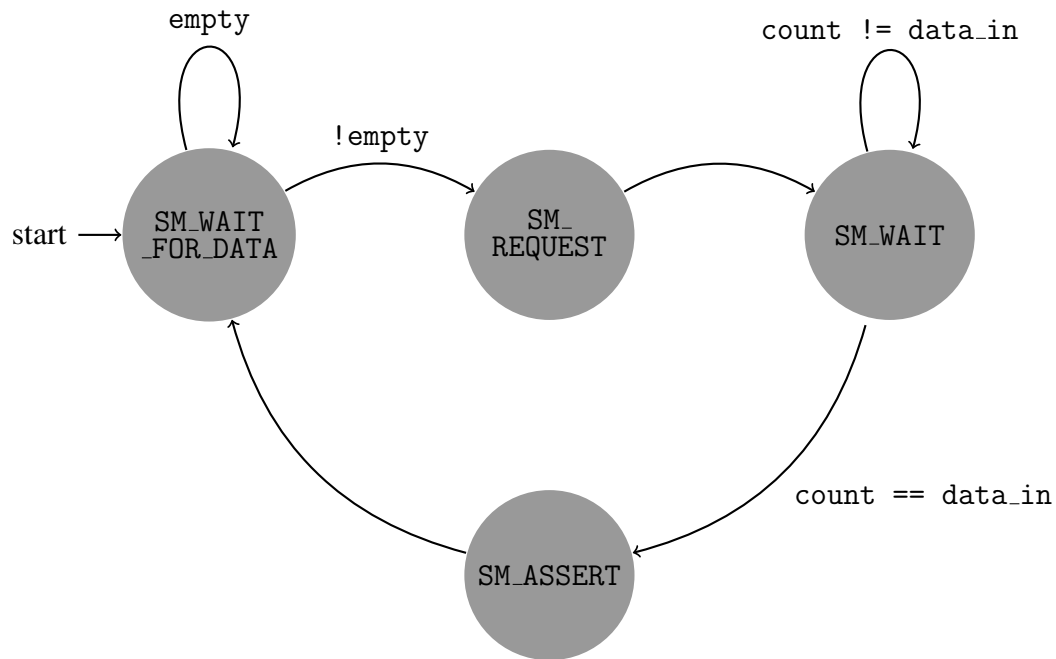 empty
count != data_in
!empty
start
SM_WAIT
_FOR_DATA
SM_
REQUEST
SM_WAIT
count == data_in
SM_ASSERT